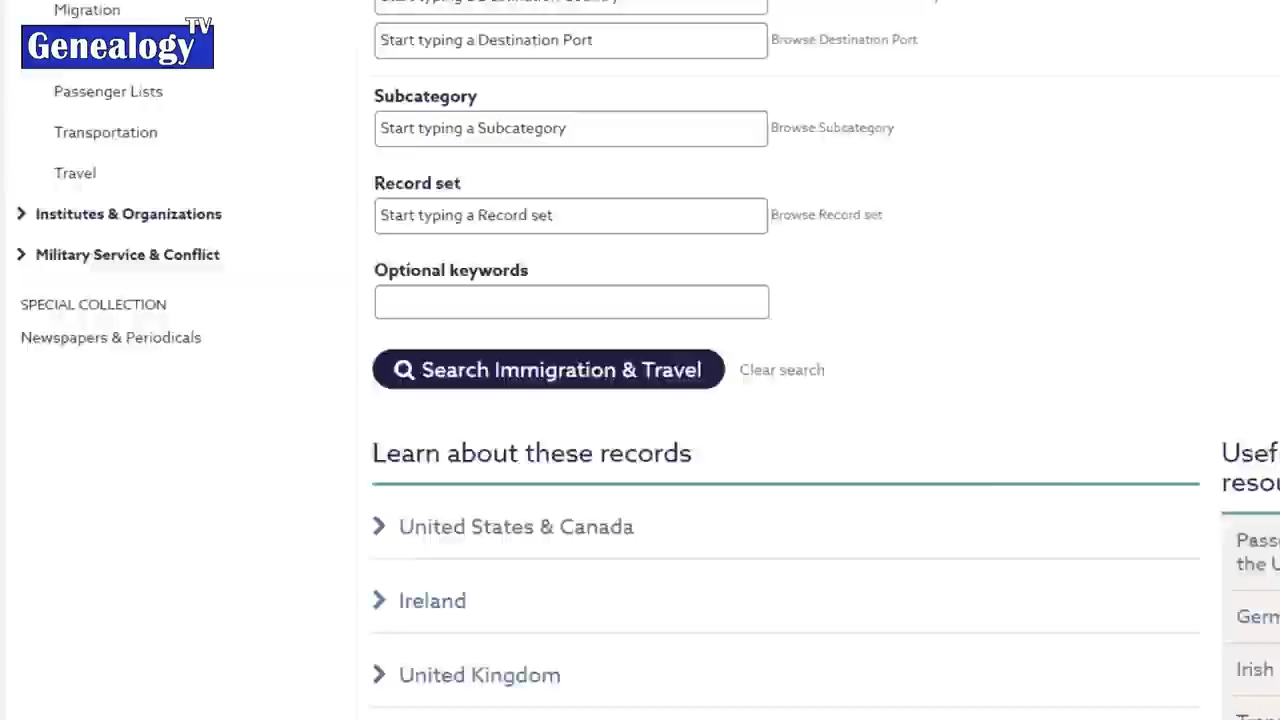 Migration
TV
Genealogy
Passenger Lists
Transportation
Travel
Institutes & Organizations
Military Service & Conflict
SPECIAL COLLECTION
Newspapers & Periodicals
Start typing a Destination Port
Browse Destination Port
Subcategory
Start typing a Subcategory
Browse Subcategory
Record set
Start typing a Record set
Browse Record set
Optional keywords
Search Immigration & Travel
Clear search
Learn about these records
United States & Canada
Ireland
United Kingdom
Usef
resou
Passe
the U
Germ
Irish